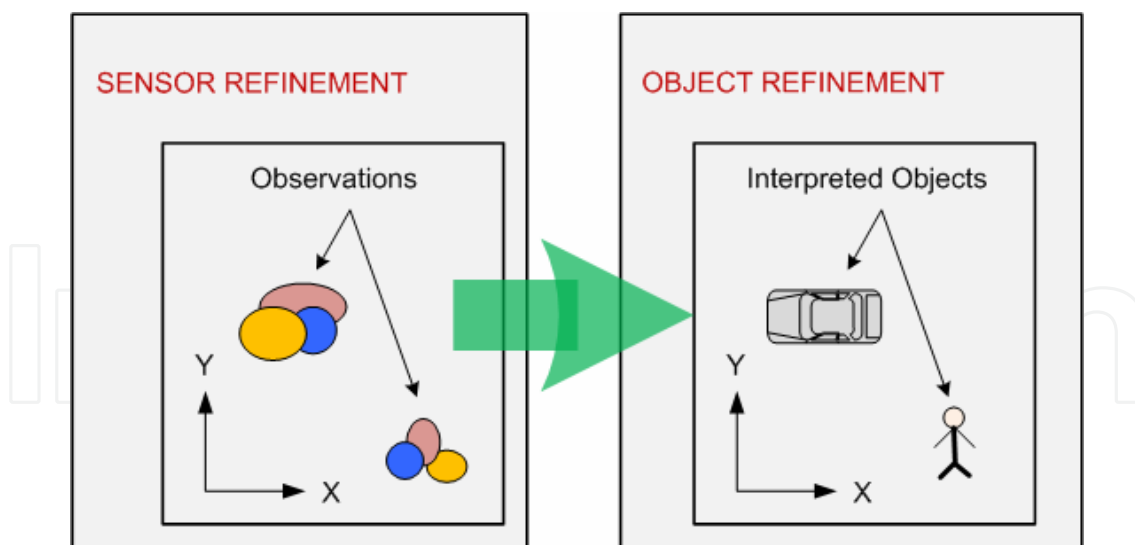 SENSOR REFINEMENT
Observations
Y
X
OBJECT REFINEMENT
Interpreted Objects
Y
X